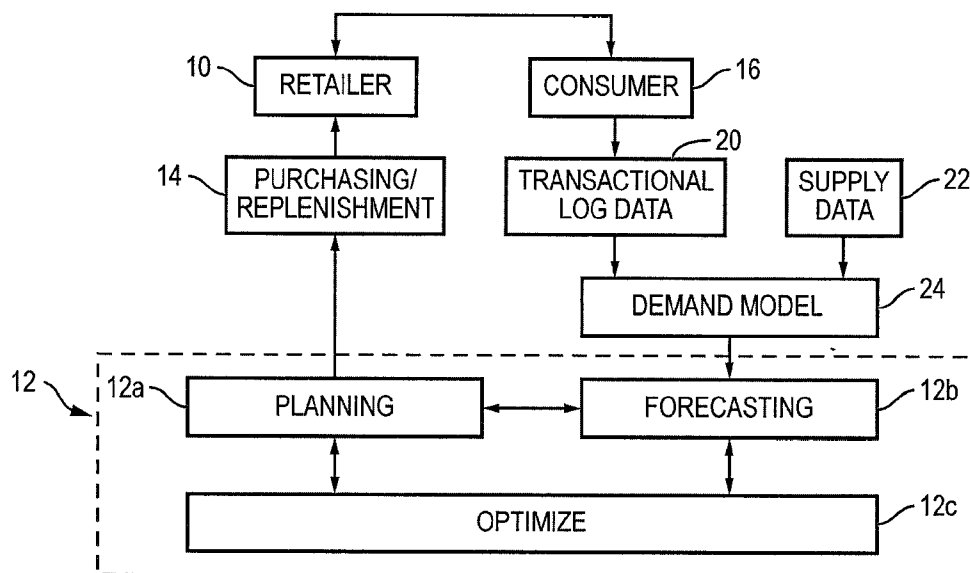 10
RETAILER
CONSUMER
16
14
PURCHASING/
REPLENISHMENT
20
TRANSACTIONAL
LOG DATA
SUPPLY
DATA
22
DEMAND MODEL
24
12
12a
PLANNING
FORECASTING
12b
OPTIMIZE
12c